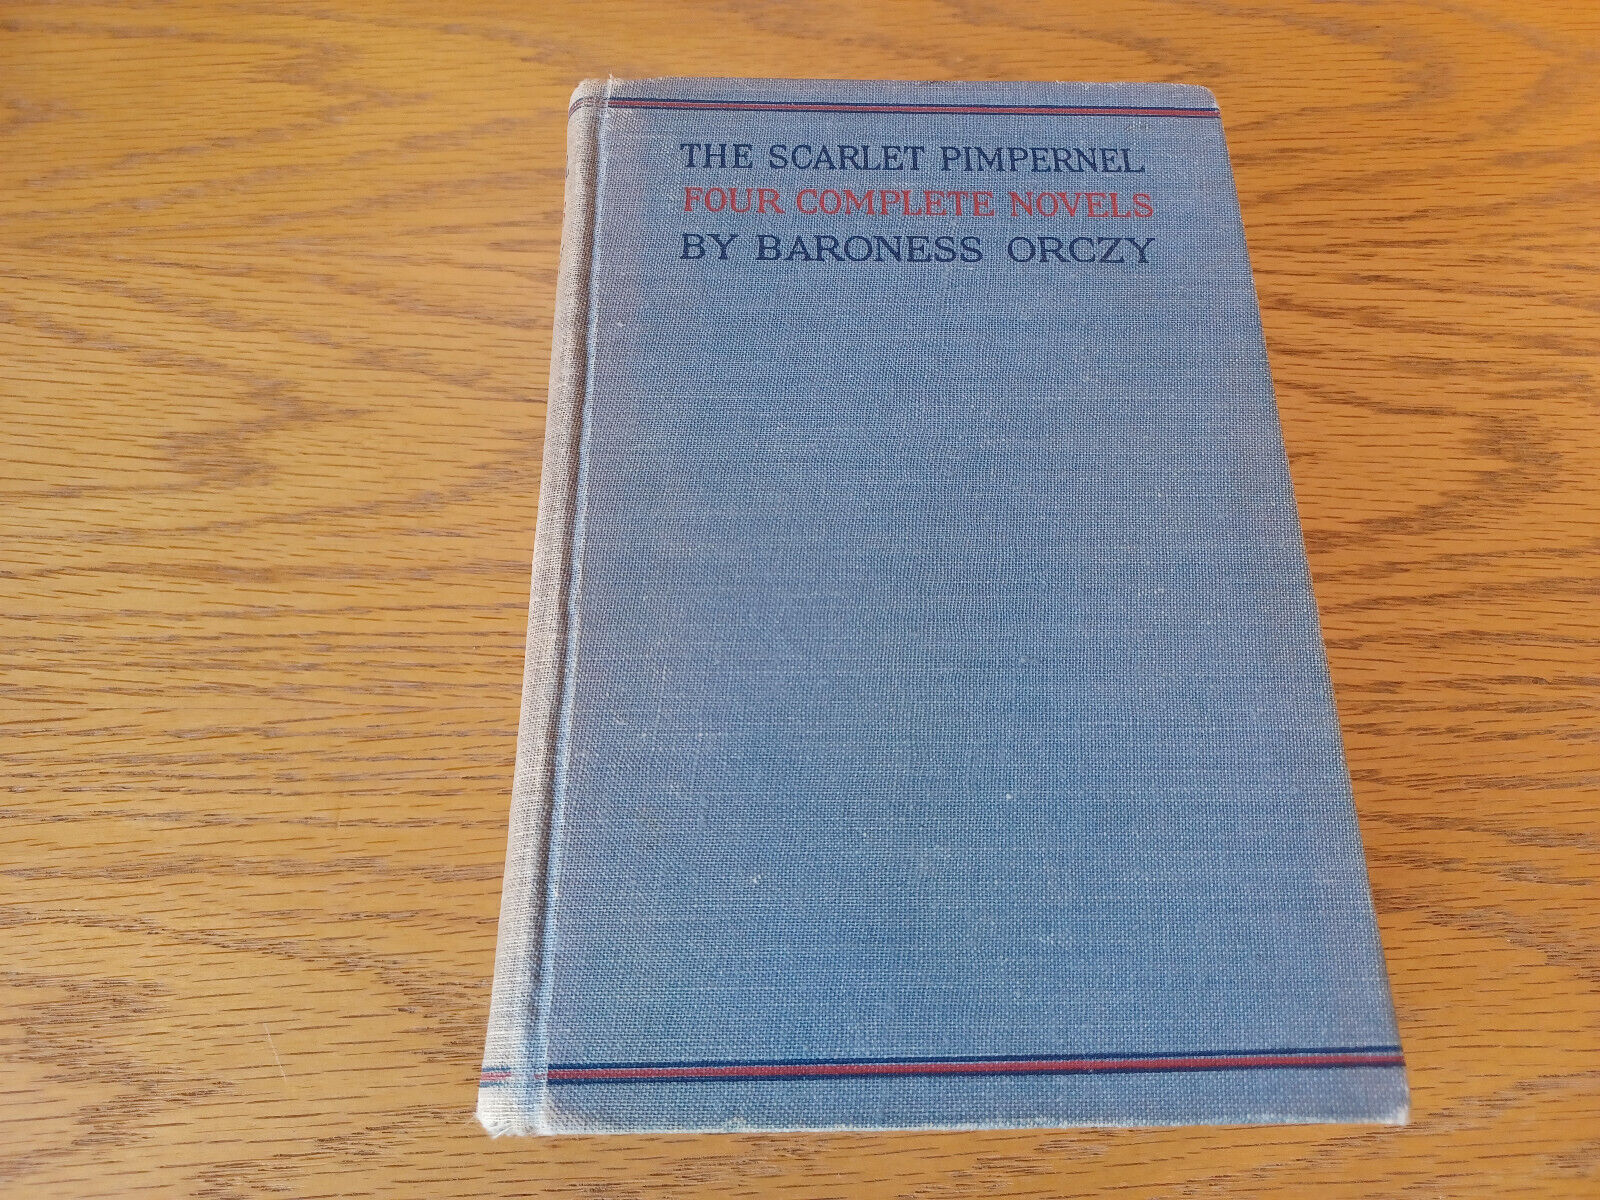 THE SCARLET PIMPERNEL
FOUR COMPLETE NOVELS
BY BARONESS ORCZY